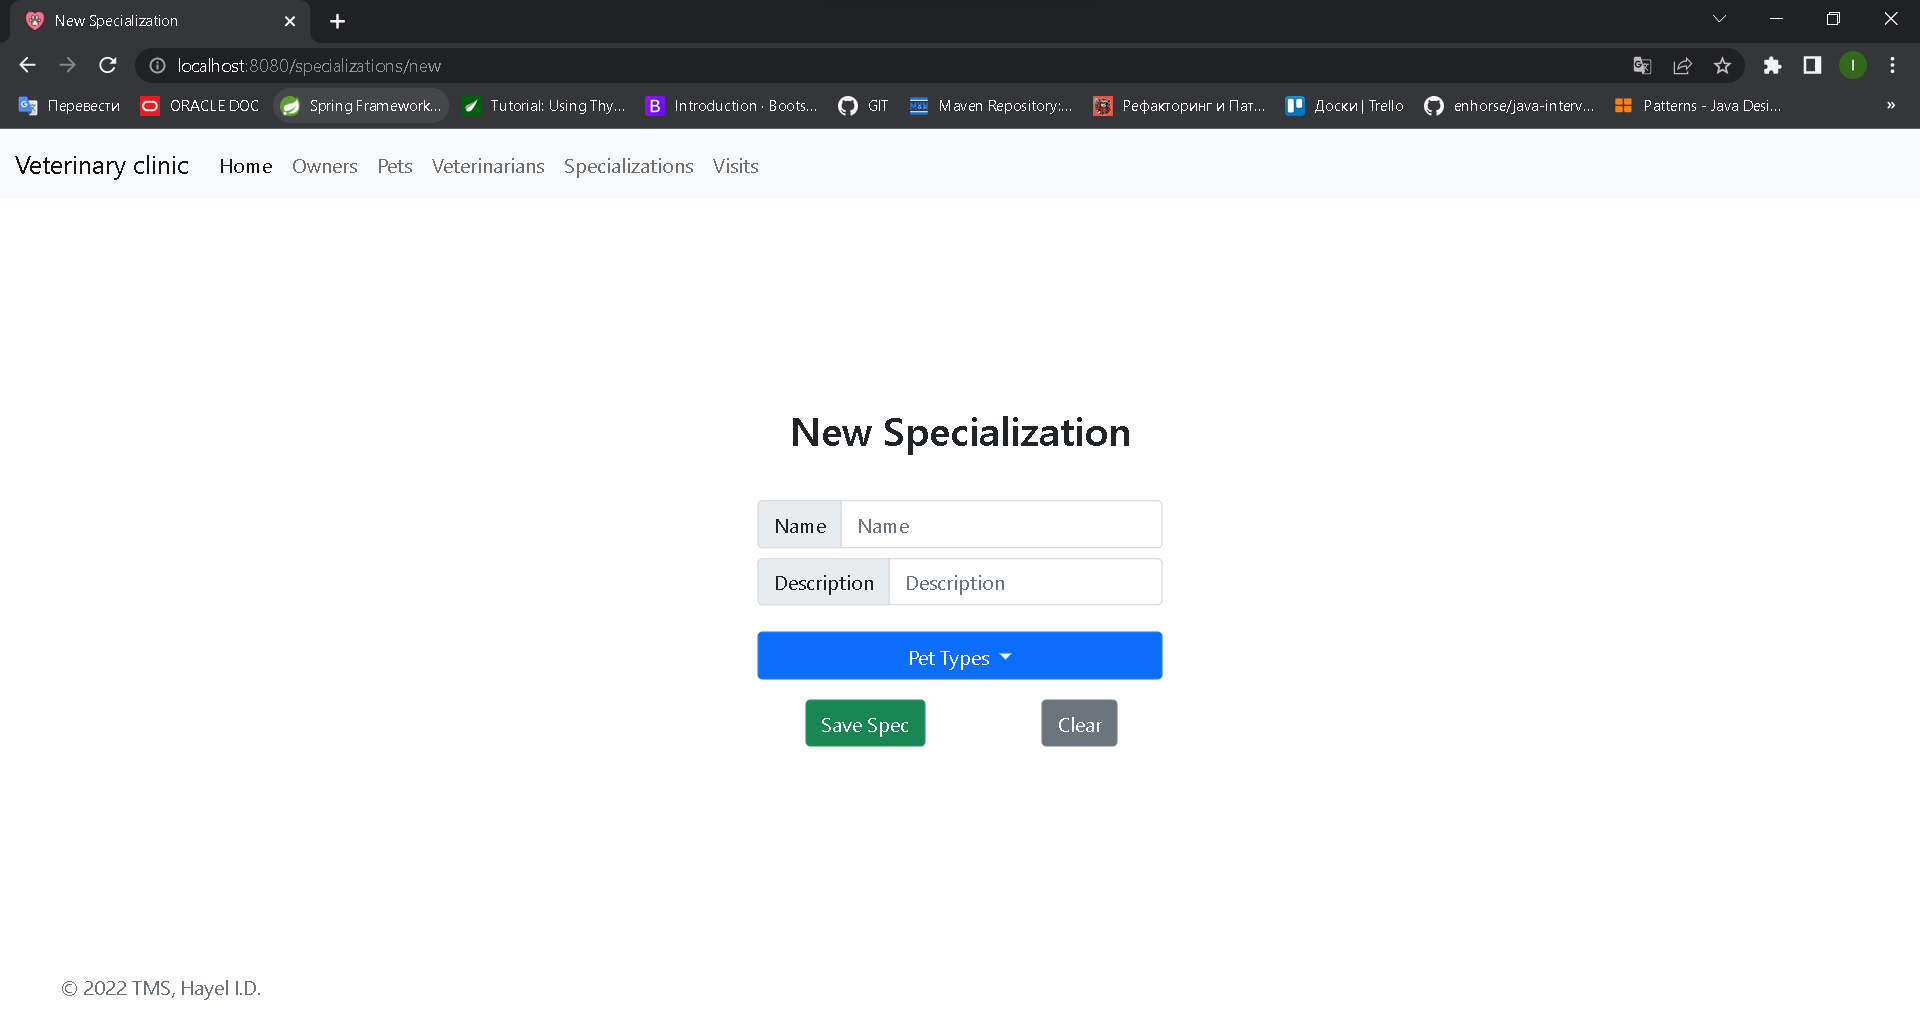 New Specialization
localhost:8080/specializations/new
Перевести ORACLE DOC Spring Framework... Tutorial: Using Thy... Introduction · Boots... GIT Maven Repository:... Рефакторинг и Пат... Доски | Trello enhorse/java-interv... Patterns - Java Desi... »
Veterinary clinic Home Owners Pets Veterinarians Specializations Visits
New Specialization
Name Name
Description Description
Pet Types
Save Spec Clear
© 2022 TMS, Hayel I.D.